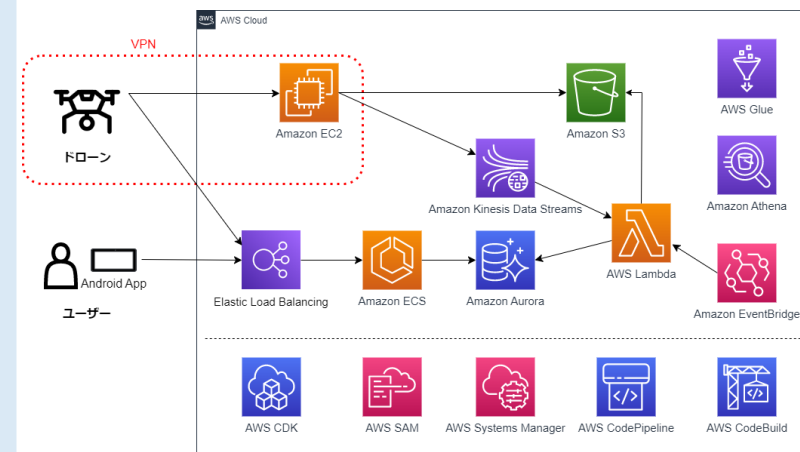 aws
AWS Cloud
VPN
ドローン
Amazon EC2
Amazon S3
AWS Glue
Amazon Kinesis Data Streams
Amazon Athena
AWS Lambda
Android App
ユーザー
Elastic Load Balancing
Amazon ECS
Amazon Aurora
Amazon EventBridge
AWS CDK
AWS SAM
AWS Systems Manager
AWS CodePipeline
AWS CodeBuild